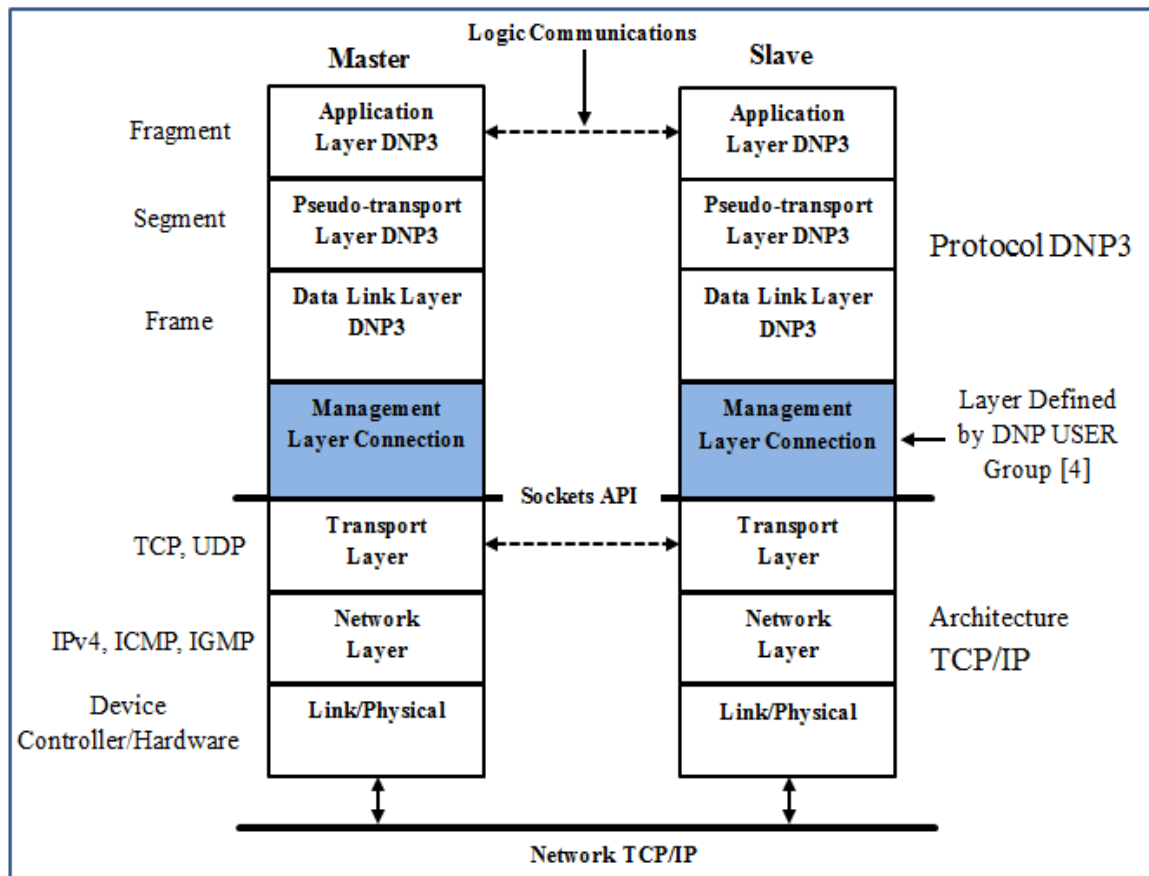 Logic Communications
Master
Slave
Fragment
Application
Layer DNP3
Application
Layer DNP3
Segment
Pseudo-transport
Layer DNP3
Pseudo-transport
Layer DNP3
Protocol DNP3
Frame
Data Link Layer
DNP3
Data Link Layer
DNP3
Management
Layer Connection
Management
Layer Connection
Layer Defined
by DNP USER
Group [4]
Sockets API
TCP, UDP
Transport
Layer
Transport
Layer
IPv4, ICMP, IGMP
Network
Layer
Network
Layer
Architecture
TCP/IP
Device
Controller/Hardware
Link/Physical
Link/Physical
Network TCP/IP